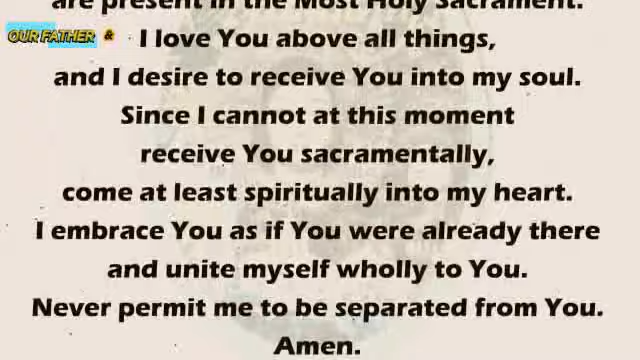 are present in the Most Holy Sacrament.
OUR FATHER &
I love You above all things,
and I desire to receive You into my soul.
Since I cannot at this moment
receive You sacramentally,
come at least spiritually into my heart.
I embrace You as if You were already there
and unite myself wholly to You.
Never permit me to be separated from You.
Amen.